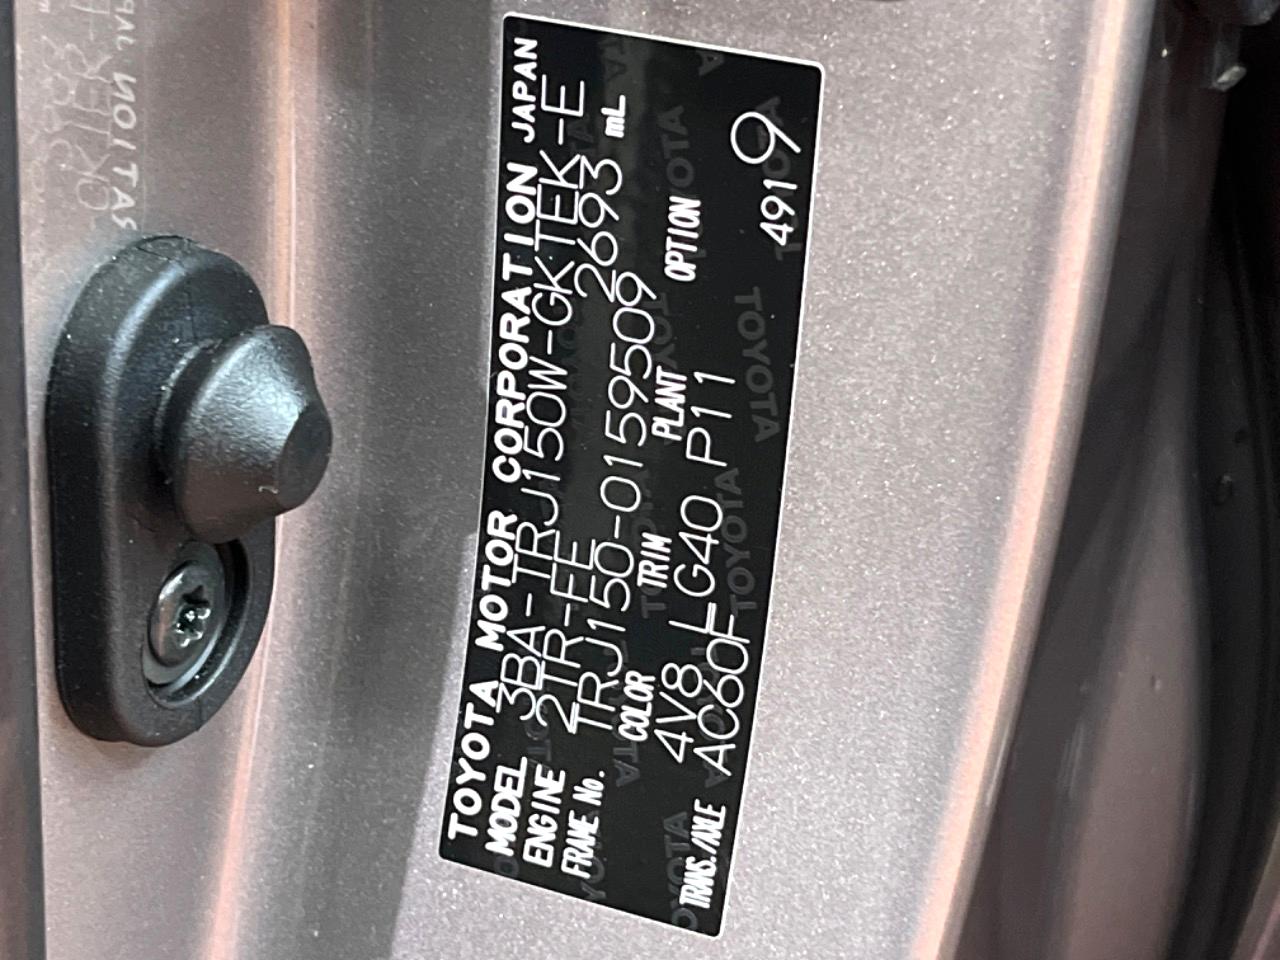 TOYOTA MOTOR CORPORATION JAPAN
MODEL 3BA-TRJ150W-GKTEK-E
ENGINE 2TR-FE 2693 mL
FRAME No. TRJ150-0159509
COLOR TRIM PLANT OPTION
4V8 LG40 P11
TRANS./AXLE AC60F
4919